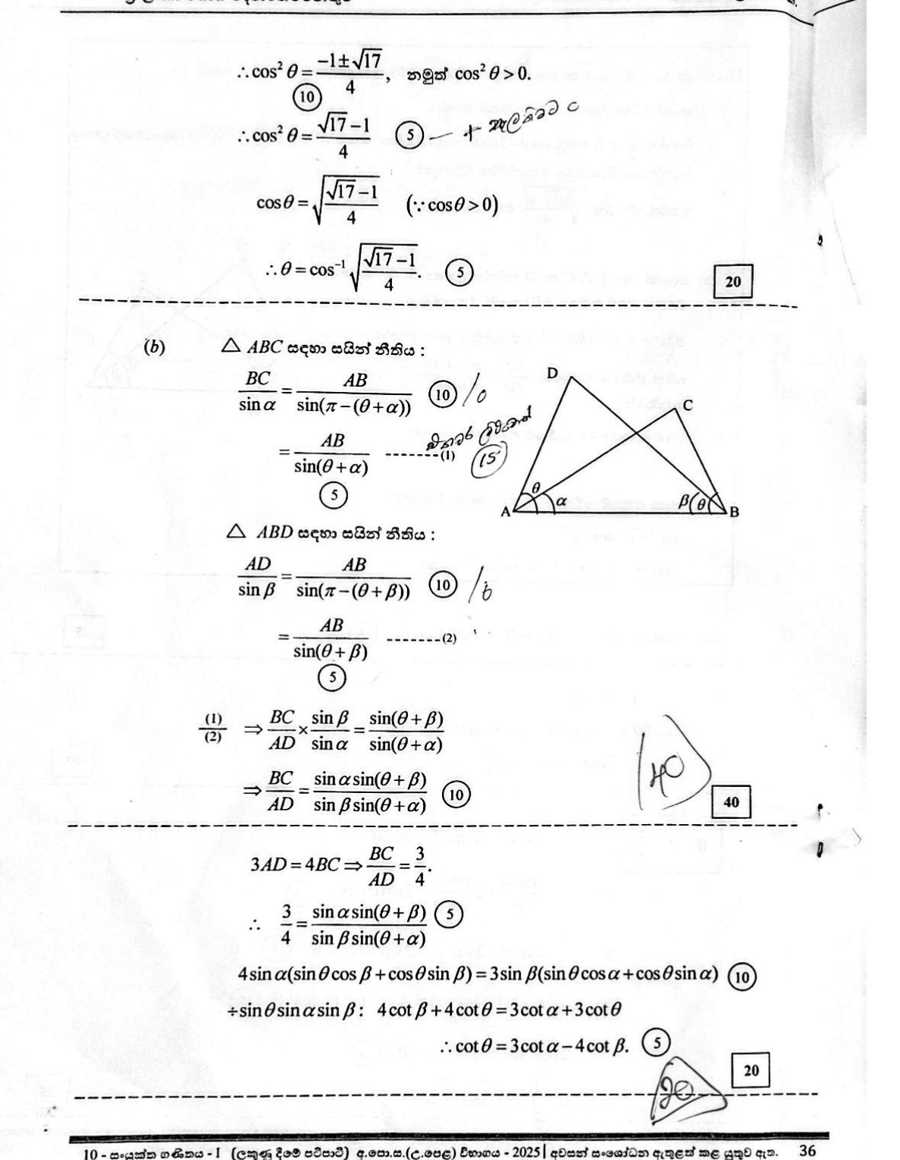 ∴cos² θ = (−1±√17)/4, නමුත් cos² θ > 0.
(10)
∴cos² θ = (√17 −1)/4 (5) – +
cos θ = √((√17 −1)/4) (∵ cos θ > 0)
∴ θ = cos⁻¹ √((√17 −1)/4). (5)
20
(b) △ ABC සඳහා සයින් නීතිය :
BC/sin α = AB/sin(π −(θ + α)) (10) /0
= AB/sin(θ + α) -------(1) (15)
(5)
D
C
θ
α
A
β
θ
B
△ ABD සඳහා සයින් නීතිය :
AD/sin β = AB/sin(π −(θ + β)) (10)
= AB/sin(θ + β) -------(2)
(5)
(1)/(2) ⇒ BC/AD × sin β/sin α = sin(θ + β)/sin(θ + α)
⇒ BC/AD = sin α sin(θ + β)/sin β sin(θ + α) (10)
40
40
3AD = 4BC ⇒ BC/AD = 3/4.
∴ 3/4 = sin α sin(θ + β)/sin β sin(θ + α) (5)
4 sin α(sin θ cos β + cos θ sin β) = 3 sin β(sin θ cos α + cos θ sin α) (10)
÷ sin θ sin α sin β : 4 cot β + 4 cot θ = 3 cot α + 3 cot θ
∴ cot θ = 3 cot α − 4 cot β. (5)
20
20
10 - සංයුක්ත ගණිතය - I (ලකුණු දීමේ පටිපාටි) අ.පො.ස.(උ.පෙළ) විභාගය - 2025| අවසන් සංශෝධන ඇතුළත් කළ යුතුව ඇත. 36